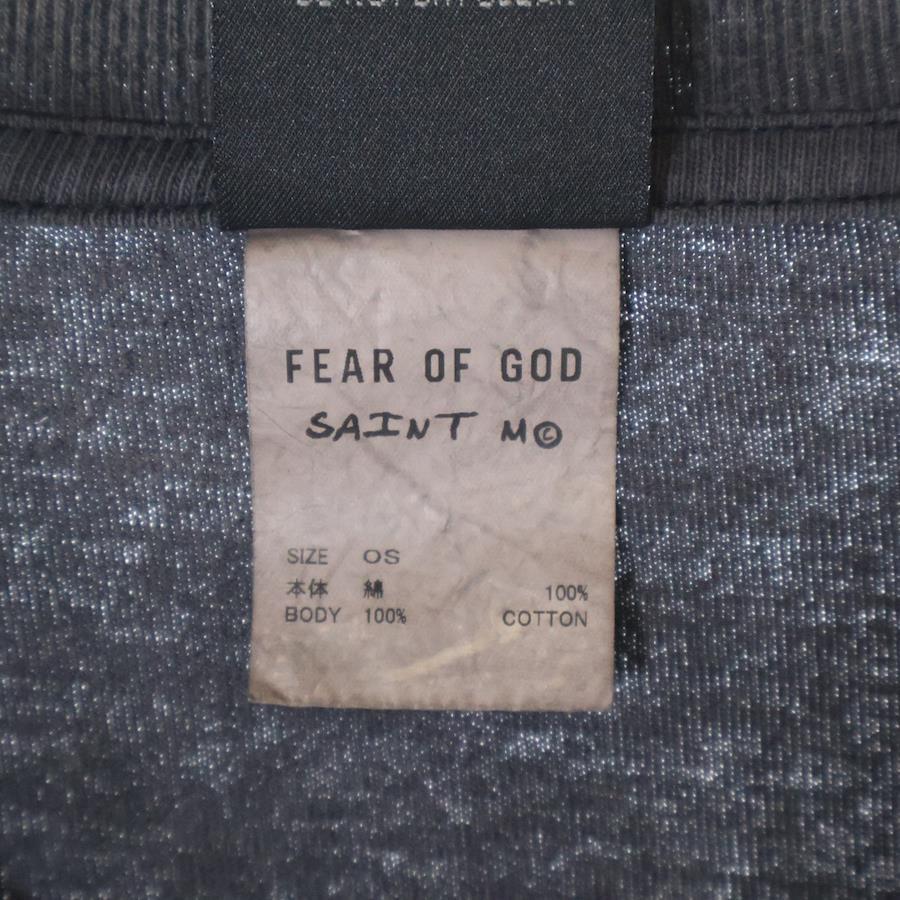 FEAR OF GOD
SAINT M©
SIZE OS
本体 綿 100%
BODY 100% COTTON